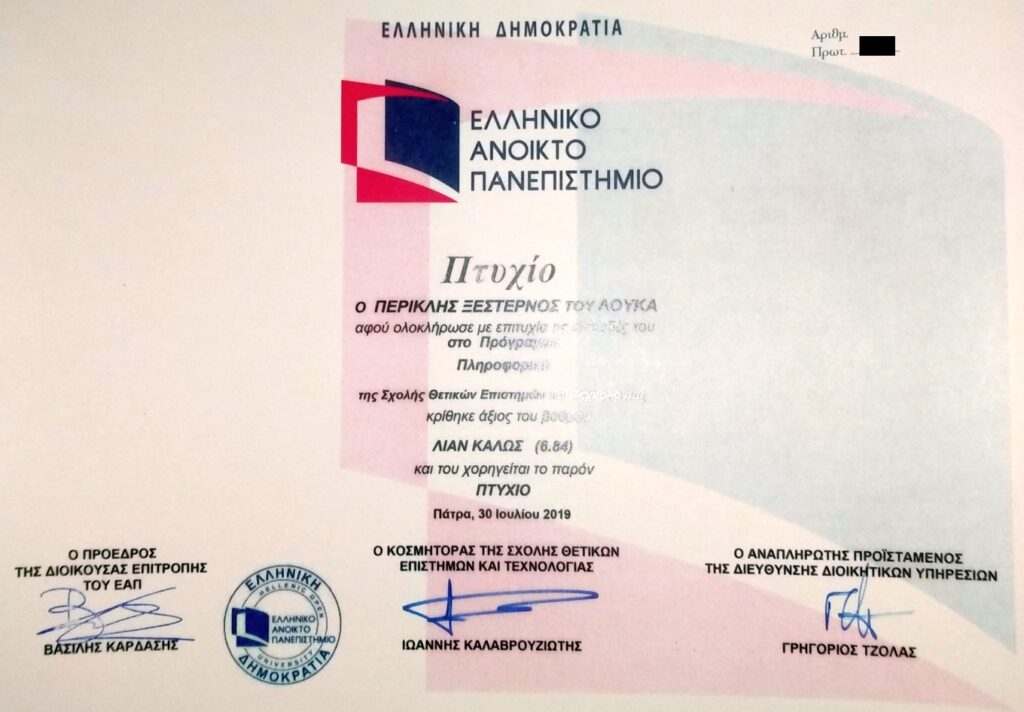 ΕΛΛΗΝΙΚΗ ΔΗΜΟΚΡΑΤΙΑ
Αριθμ.
Πρωτ. ...
ΕΛΛΗΝΙΚΟ
ΑΝΟΙΚΤΟ
ΠΑΝΕΠΙΣΤΗΜΙΟ
Πτυχίο
Ο ΠΕΡΙΚΛΗΣ ΞΕΣΤΕΡΝΟΣ ΤΟΥ ΛΟΥΚΑ
αφού ολοκλήρωσε με επιτυχία τις σπουδές του
στο Πρόγραμμα
Πληροφορική
της Σχολής Θετικών Επιστημών και Τεχνολογίας
κρίθηκε άξιος του βαθμού
ΛΙΑΝ ΚΑΛΩΣ (6.84)
και του χορηγείται το παρόν
ΠΤΥΧΙΟ
Πάτρα, 30 Ιουλίου 2019
Ο ΠΡΟΕΔΡΟΣ
ΤΗΣ ΔΙΟΙΚΟΥΣΑΣ ΕΠΙΤΡΟΠΗΣ
ΤΟΥ ΕΑΠ
ΒΑΣΙΛΗΣ ΚΑΡΔΑΣΗΣ
ΕΛΛΗΝΙΚΗ
HELLENIC OPEN
ΕΛΛΗΝΙΚΟ
ΑΝΟΙΚΤΟ
ΠΑΝΕΠΙΣΤΗΜΙΟ
UNIVERSITY
ΔΗΜΟΚΡΑΤΙΑ
Ο ΚΟΣΜΗΤΟΡΑΣ ΤΗΣ ΣΧΟΛΗΣ ΘΕΤΙΚΩΝ
ΕΠΙΣΤΗΜΩΝ ΚΑΙ ΤΕΧΝΟΛΟΓΙΑΣ
ΙΩΑΝΝΗΣ ΚΑΛΑΒΡΟΥΖΙΩΤΗΣ
Ο ΑΝΑΠΛΗΡΩΤΗΣ ΠΡΟΪΣΤΑΜΕΝΟΣ
ΤΗΣ ΔΙΕΥΘΥΝΣΗΣ ΔΙΟΙΚΗΤΙΚΩΝ ΥΠΗΡΕΣΙΩΝ
ΓΡΗΓΟΡΙΟΣ ΤΖΟΛΑΣ